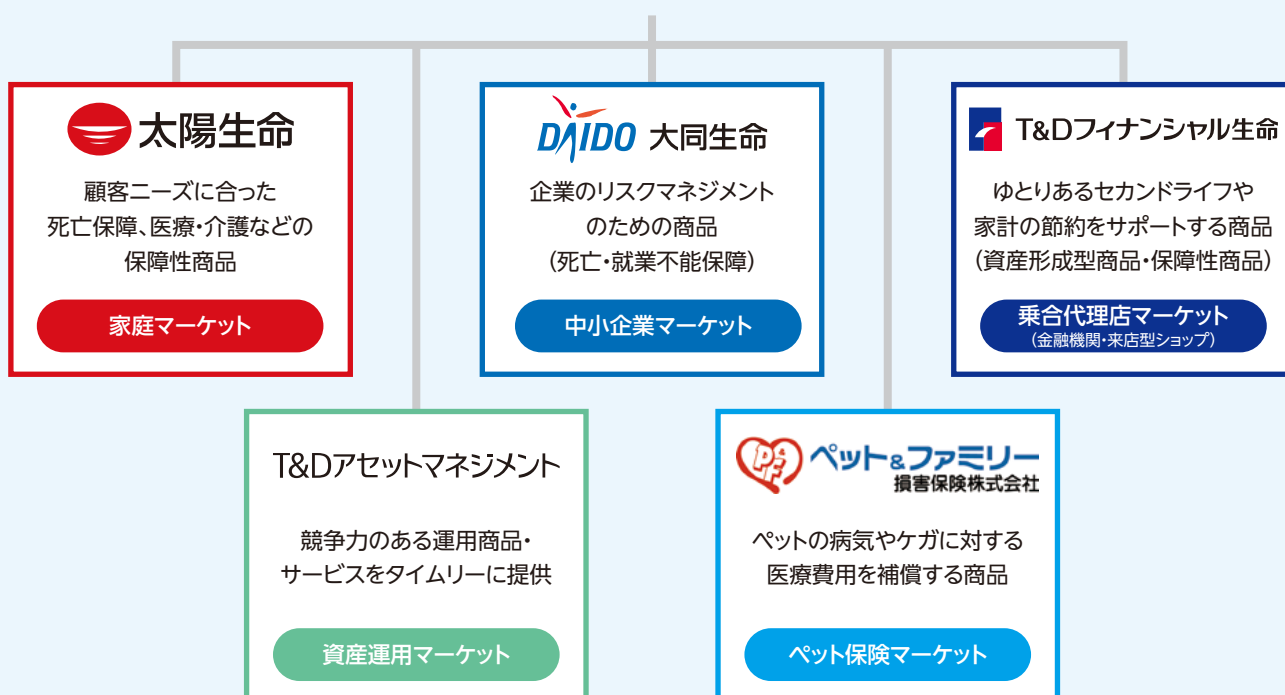 太陽生命
顧客ニーズに合った
死亡保障、医療・介護などの
保障性商品
家庭マーケット
DAIDO 大同生命
企業のリスクマネジメント
のための商品
(死亡・就業不能保障)
中小企業マーケット
T&Dフィナンシャル生命
ゆとりあるセカンドライフや
家計の節約をサポートする商品
(資産形成型商品・保障性商品)
乗合代理店マーケット
(金融機関・来店型ショップ)
T&Dアセットマネジメント
競争力のある運用商品・
サービスをタイムリーに提供
資産運用マーケット
P&F ペット&ファミリー
損害保険株式会社
ペットの病気やケガに対する
医療費用を補償する商品
ペット保険マーケット